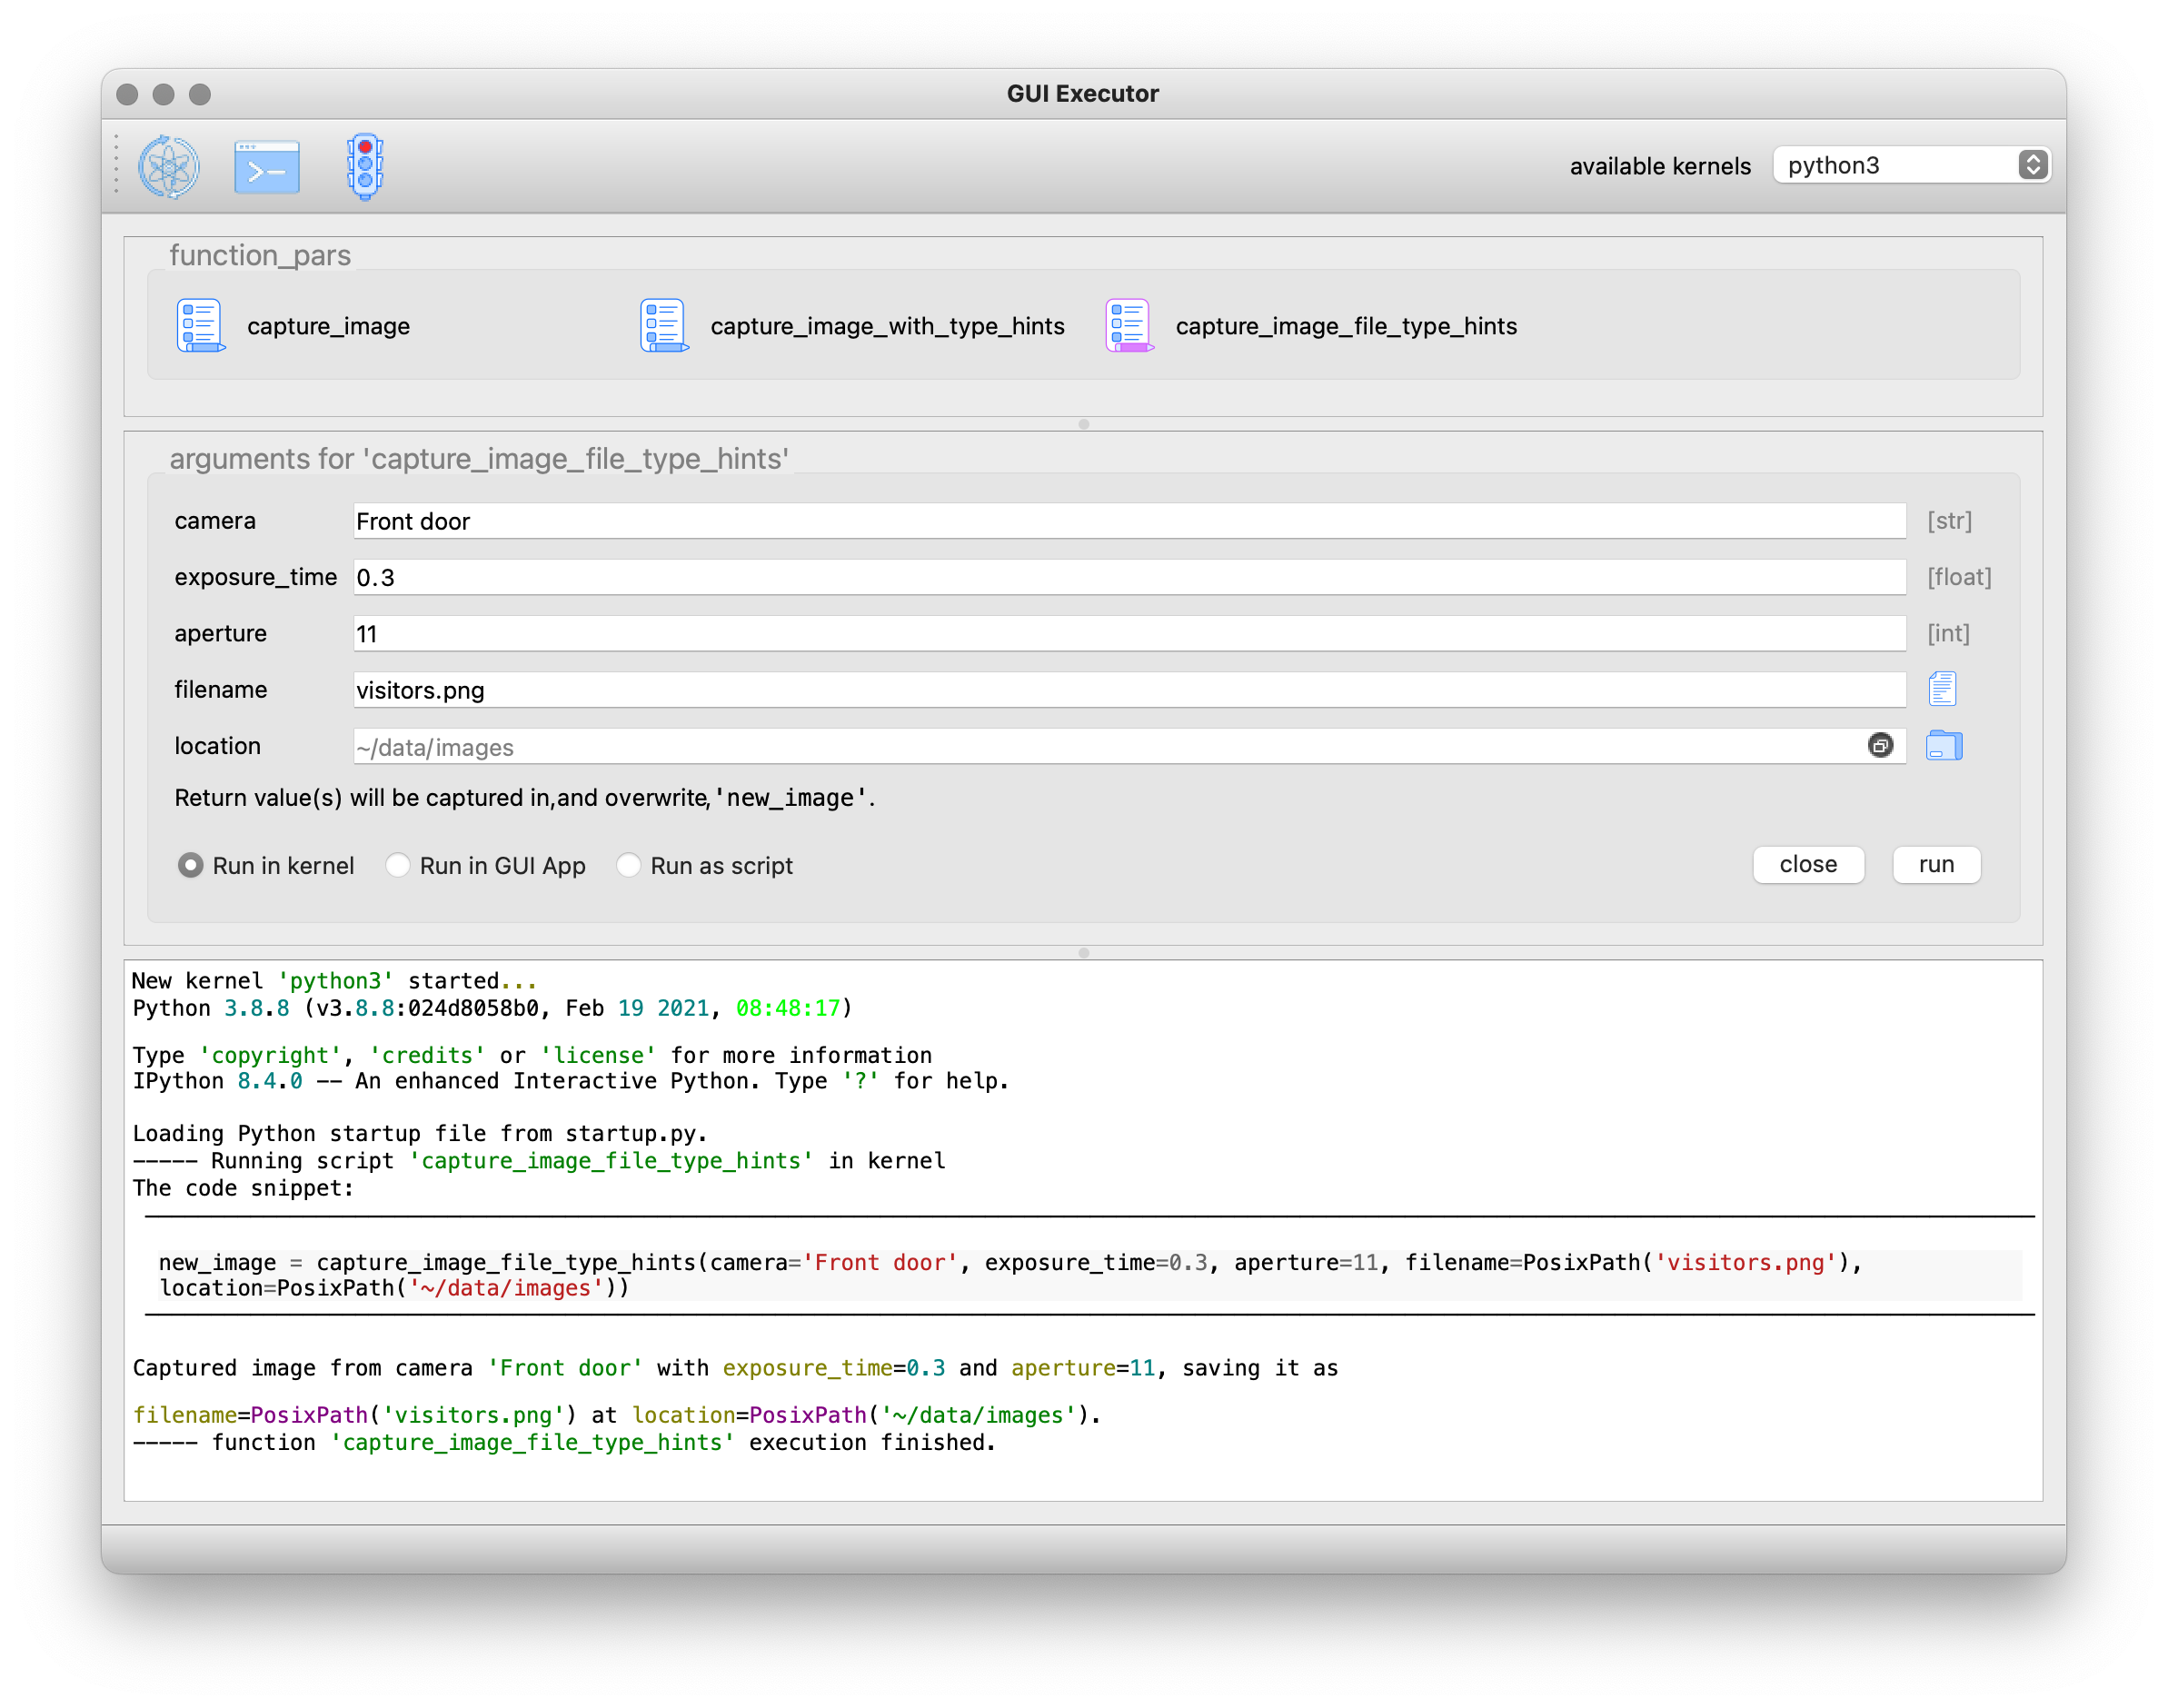 GUI Executor
available kernels python3
function_pars
capture_image capture_image_with_type_hints capture_image_file_type_hints
arguments for 'capture_image_file_type_hints'
camera Front door [str]
exposure_time 0.3 [float]
aperture 11 [int]
filename visitors.png
location ~/data/images
Return value(s) will be captured in,and overwrite,'new_image'.
Run in kernel Run in GUI App Run as script close run
New kernel 'python3' started...
Python 3.8.8 (v3.8.8:024d8058b0, Feb 19 2021, 08:48:17)
Type 'copyright', 'credits' or 'license' for more information
IPython 8.4.0 -- An enhanced Interactive Python. Type '?' for help.
Loading Python startup file from startup.py.
----- Running script 'capture_image_file_type_hints' in kernel
The code snippet:
new_image = capture_image_file_type_hints(camera='Front door', exposure_time=0.3, aperture=11, filename=PosixPath('visitors.png'),
location=PosixPath('~/data/images'))
Captured image from camera 'Front door' with exposure_time=0.3 and aperture=11, saving it as
filename=PosixPath('visitors.png') at location=PosixPath('~/data/images').
----- function 'capture_image_file_type_hints' execution finished.